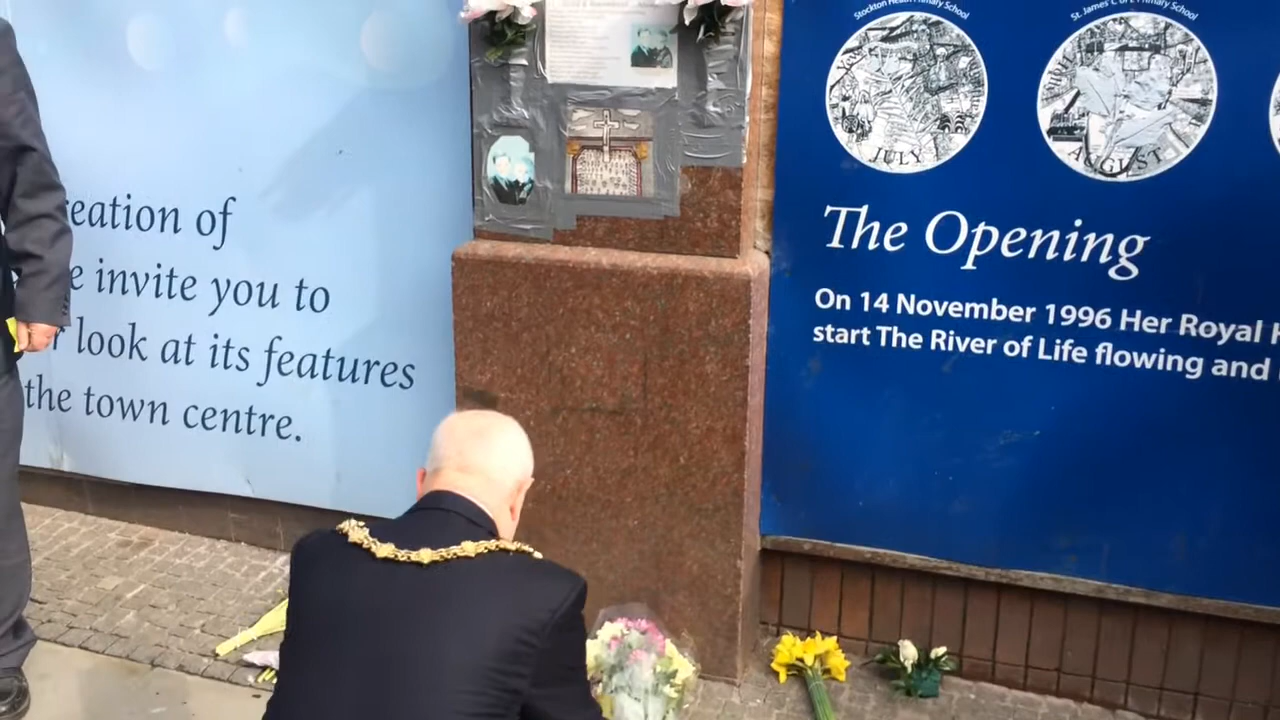 reation of
e invite you to
r look at its features
the town centre.
Stockton Heath Primary School
JULY
St. James' C of E Primary School
AUGUST
The Opening
On 14 November 1996 Her Royal H
start The River of Life flowing and